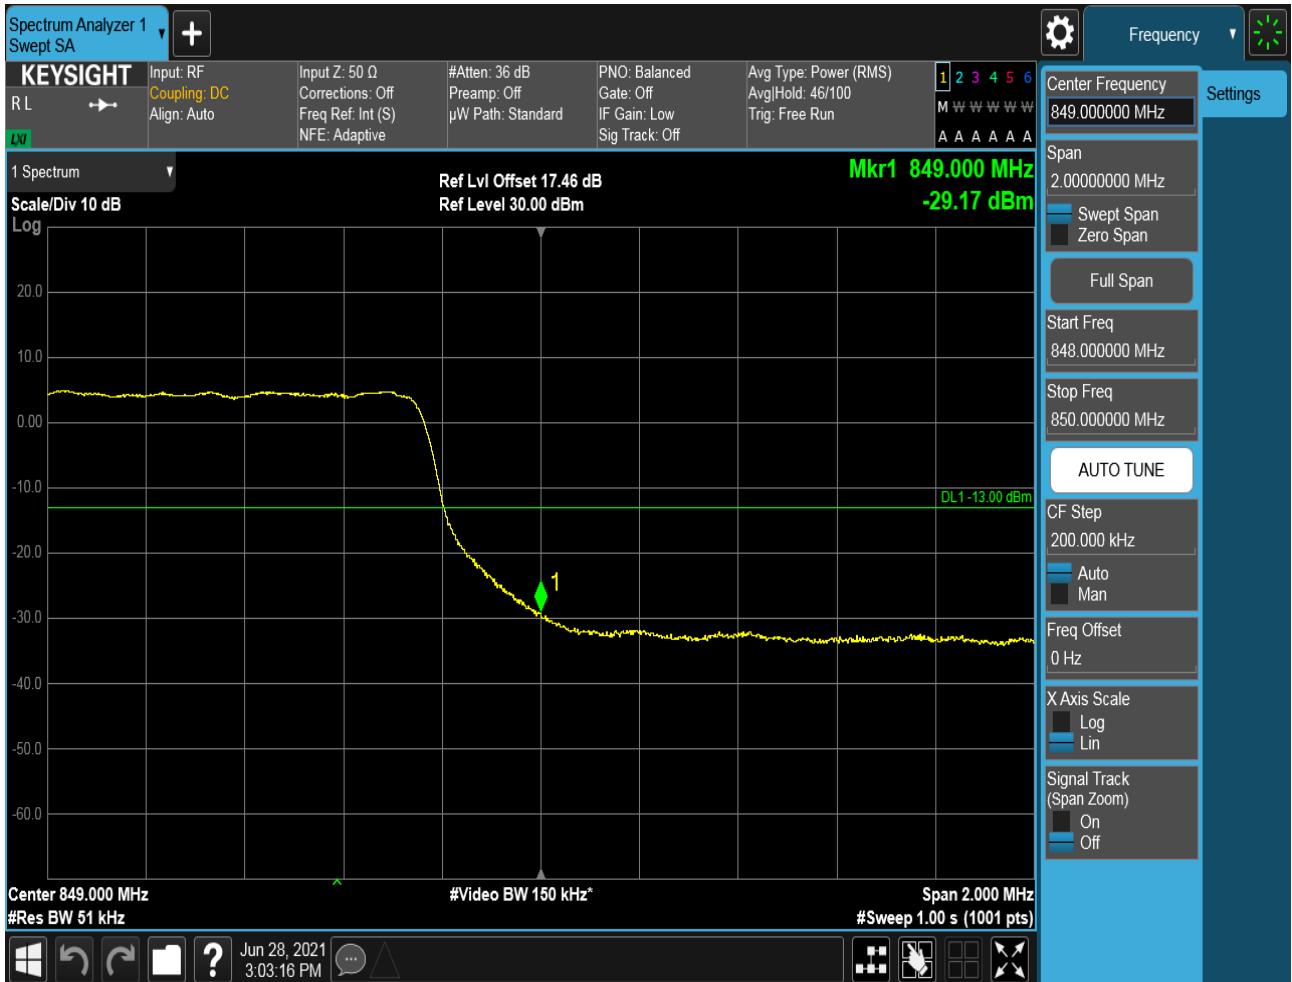 Spectrum Analyzer 1
Swept SA
Frequency
KEYSIGHT
R L
LXI
Input: RF
Coupling: DC
Align: Auto
Input Z: 50 Ω
Corrections: Off
Freq Ref: Int (S)
NFE: Adaptive
#Atten: 36 dB
Preamp: Off
µW Path: Standard
PNO: Balanced
Gate: Off
IF Gain: Low
Sig Track: Off
Avg Type: Power (RMS)
Avg|Hold: 46/100
Trig: Free Run
1 2 3 4 5 6
M W W W W W
A A A A A A
1 Spectrum
Scale/Div 10 dB
Log
Ref Lvl Offset 17.46 dB
Ref Level 30.00 dBm
Mkr1 849.000 MHz
-29.17 dBm
20.0
10.0
0.00
-10.0
-20.0
-30.0
-40.0
-50.0
-60.0
DL1 -13.00 dBm
1
Center 849.000 MHz
#Res BW 51 kHz
#Video BW 150 kHz*
Span 2.000 MHz
#Sweep 1.00 s (1001 pts)
Jun 28, 2021
3:03:16 PM
Center Frequency
849.000000 MHz
Settings
Span
2.00000000 MHz
Swept Span
Zero Span
Full Span
Start Freq
848.000000 MHz
Stop Freq
850.000000 MHz
AUTO TUNE
CF Step
200.000 kHz
Auto
Man
Freq Offset
0 Hz
X Axis Scale
Log
Lin
Signal Track
(Span Zoom)
On
Off